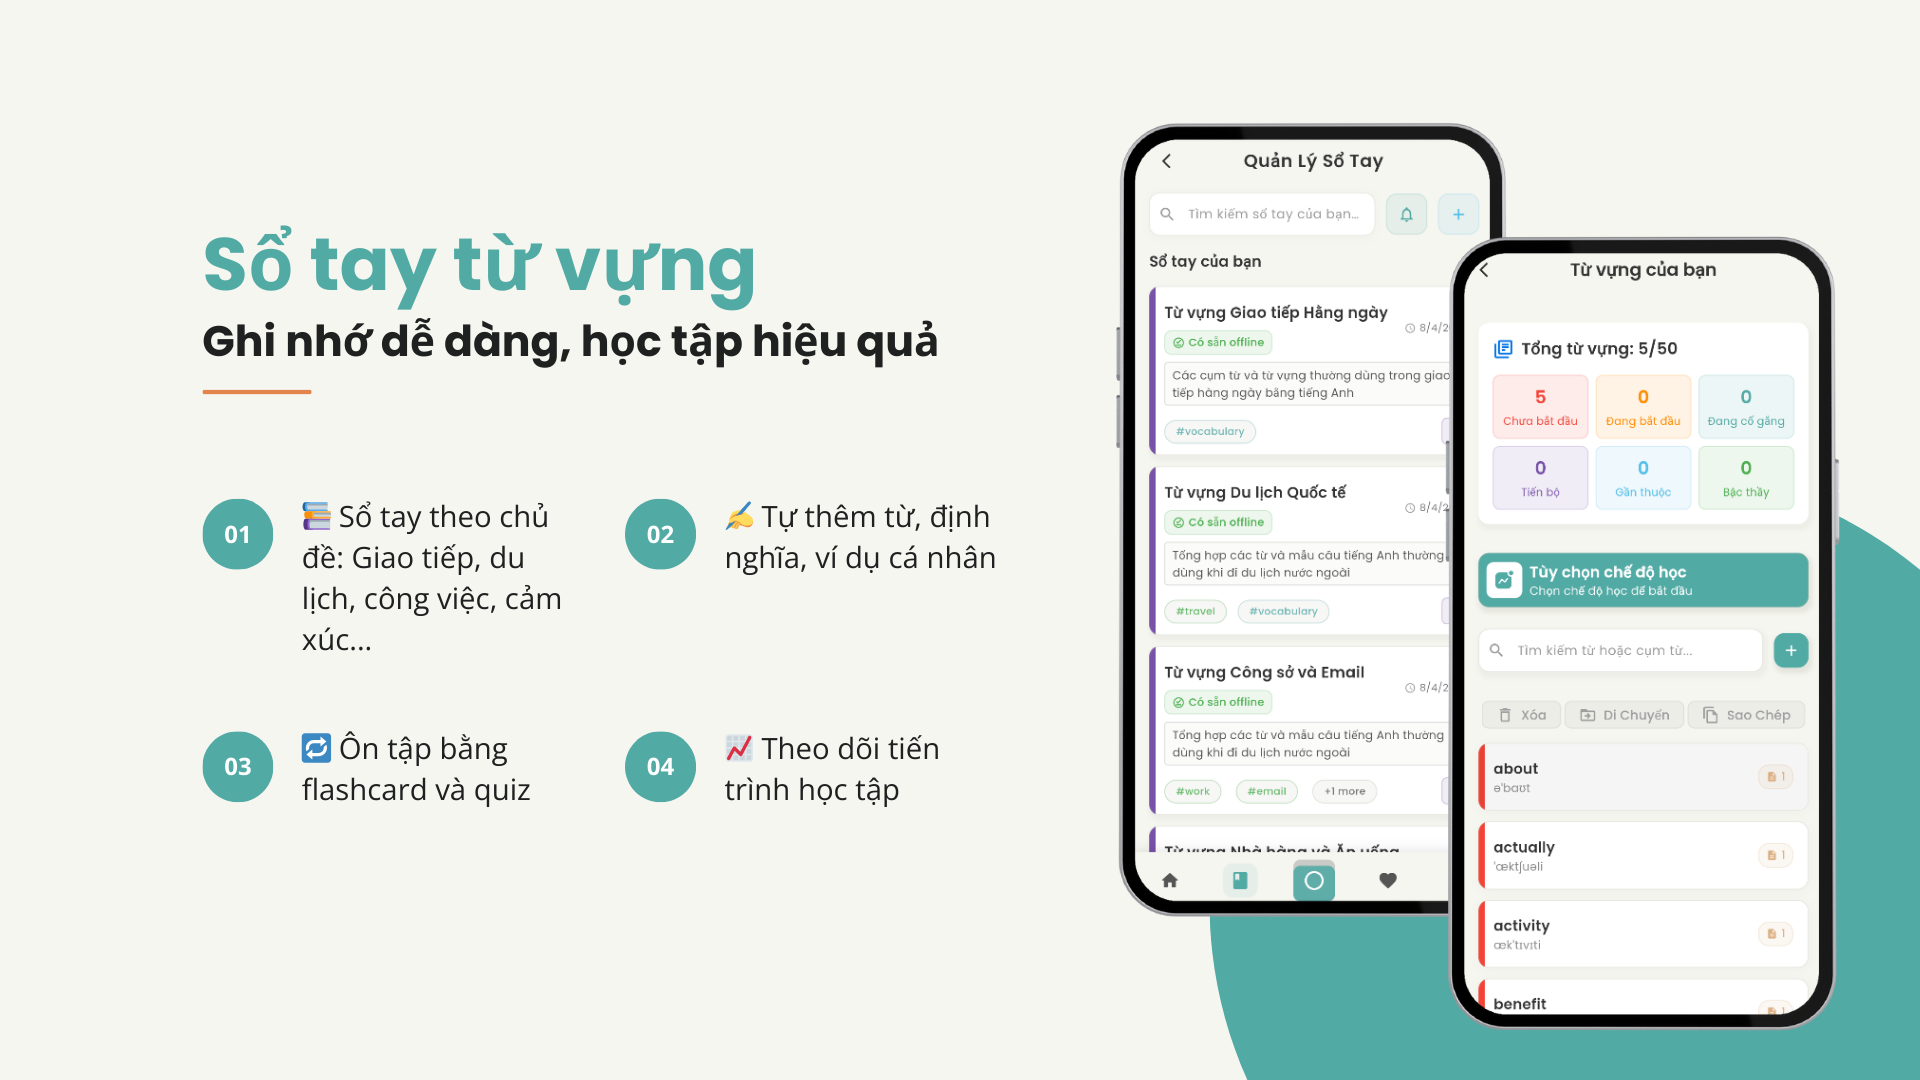 Sổ tay từ vựng
Ghi nhớ dễ dàng, học tập hiệu quả
01
📚 Sổ tay theo chủ
đề: Giao tiếp, du
lịch, công việc, cảm
xúc...
02
✍️ Tự thêm từ, định
nghĩa, ví dụ cá nhân
03
🔁 Ôn tập bằng
flashcard và quiz
04
📈 Theo dõi tiến
trình học tập
Quản Lý Sổ Tay
Tìm kiếm sổ tay của bạn...
Sổ tay của bạn
Từ vựng Giao tiếp Hằng ngày
8/4/2
Có sẵn offline
Các cụm từ và từ vựng thường dùng trong giao
tiếp hàng ngày bằng tiếng Anh
#vocabulary
Từ vựng Du lịch Quốc tế
8/4/2
Có sẵn offline
Tổng hợp các từ và mẫu câu tiếng Anh thường
dùng khi đi du lịch nước ngoài
#travel #vocabulary
Từ vựng Công sở và Email
8/4/2
Có sẵn offline
Tổng hợp các từ và mẫu câu tiếng Anh thường
dùng khi đi du lịch nước ngoài
#work #email +1 more
Từ vựng Nhà hàng và Ăn uống
Từ vựng của bạn
Tổng từ vựng: 5/50
5 0 0
Chưa bắt đầu Đang bắt đầu Đang cố gắng
0 0 0
Tiến bộ Gần thuộc Bậc thầy
Tùy chọn chế độ học
Chọn chế độ học để bắt đầu
Tìm kiếm từ hoặc cụm từ...
Xóa Di Chuyển Sao Chép
about
ə'baʊt
1
actually
'æktʃuəli
1
activity
æk'tɪvɪti
1
benefit
1